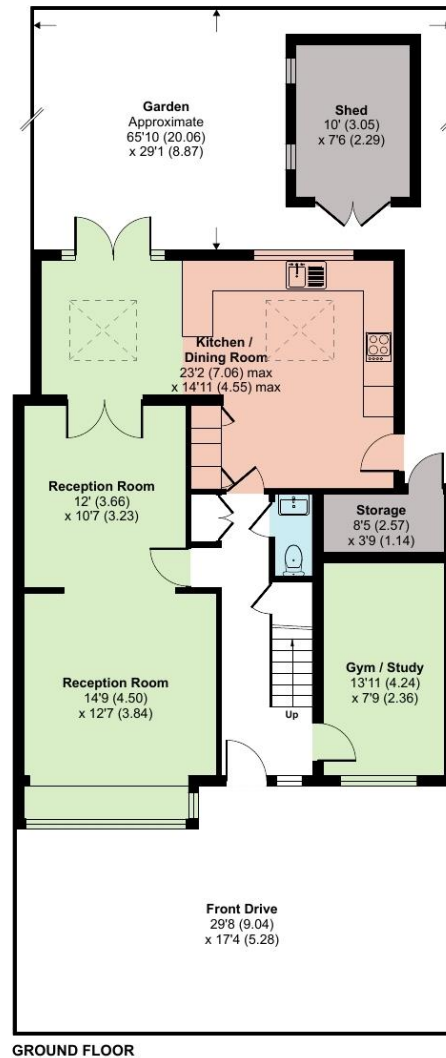 Garden
Approximate
65'10 (20.06)
x 29'1 (8.87)
Shed
10' (3.05)
x 7'6 (2.29)
Kitchen /
Dining Room
23'2 (7.06) max
x 14'11 (4.55) max
Reception Room
12' (3.66)
x 10'7 (3.23)
Storage
8'5 (2.57)
x 3'9 (1.14)
Reception Room
14'9 (4.50)
x 12'7 (3.84)
Gym / Study
13'11 (4.24)
x 7'9 (2.36)
Up
Front Drive
29'8 (9.04)
x 17'4 (5.28)
GROUND FLOOR